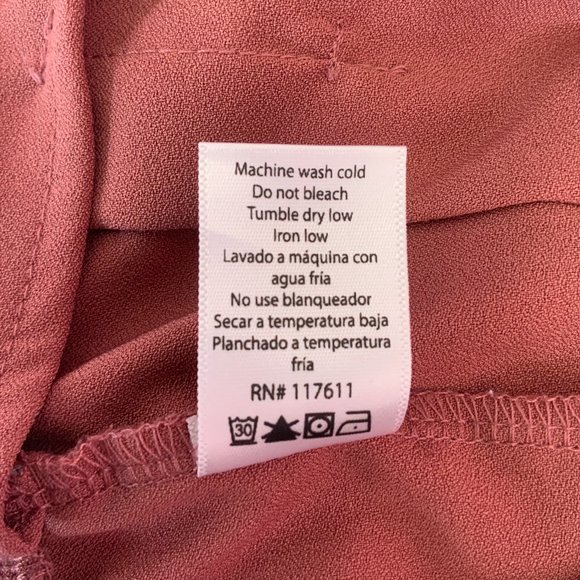 Machine wash cold
Do not bleach
Tumble dry low
Iron low
Lavado a máquina con
agua fría
No use blanqueador
Secar a temperatura baja
Planchado a temperatura
fría
RN# 117611
30